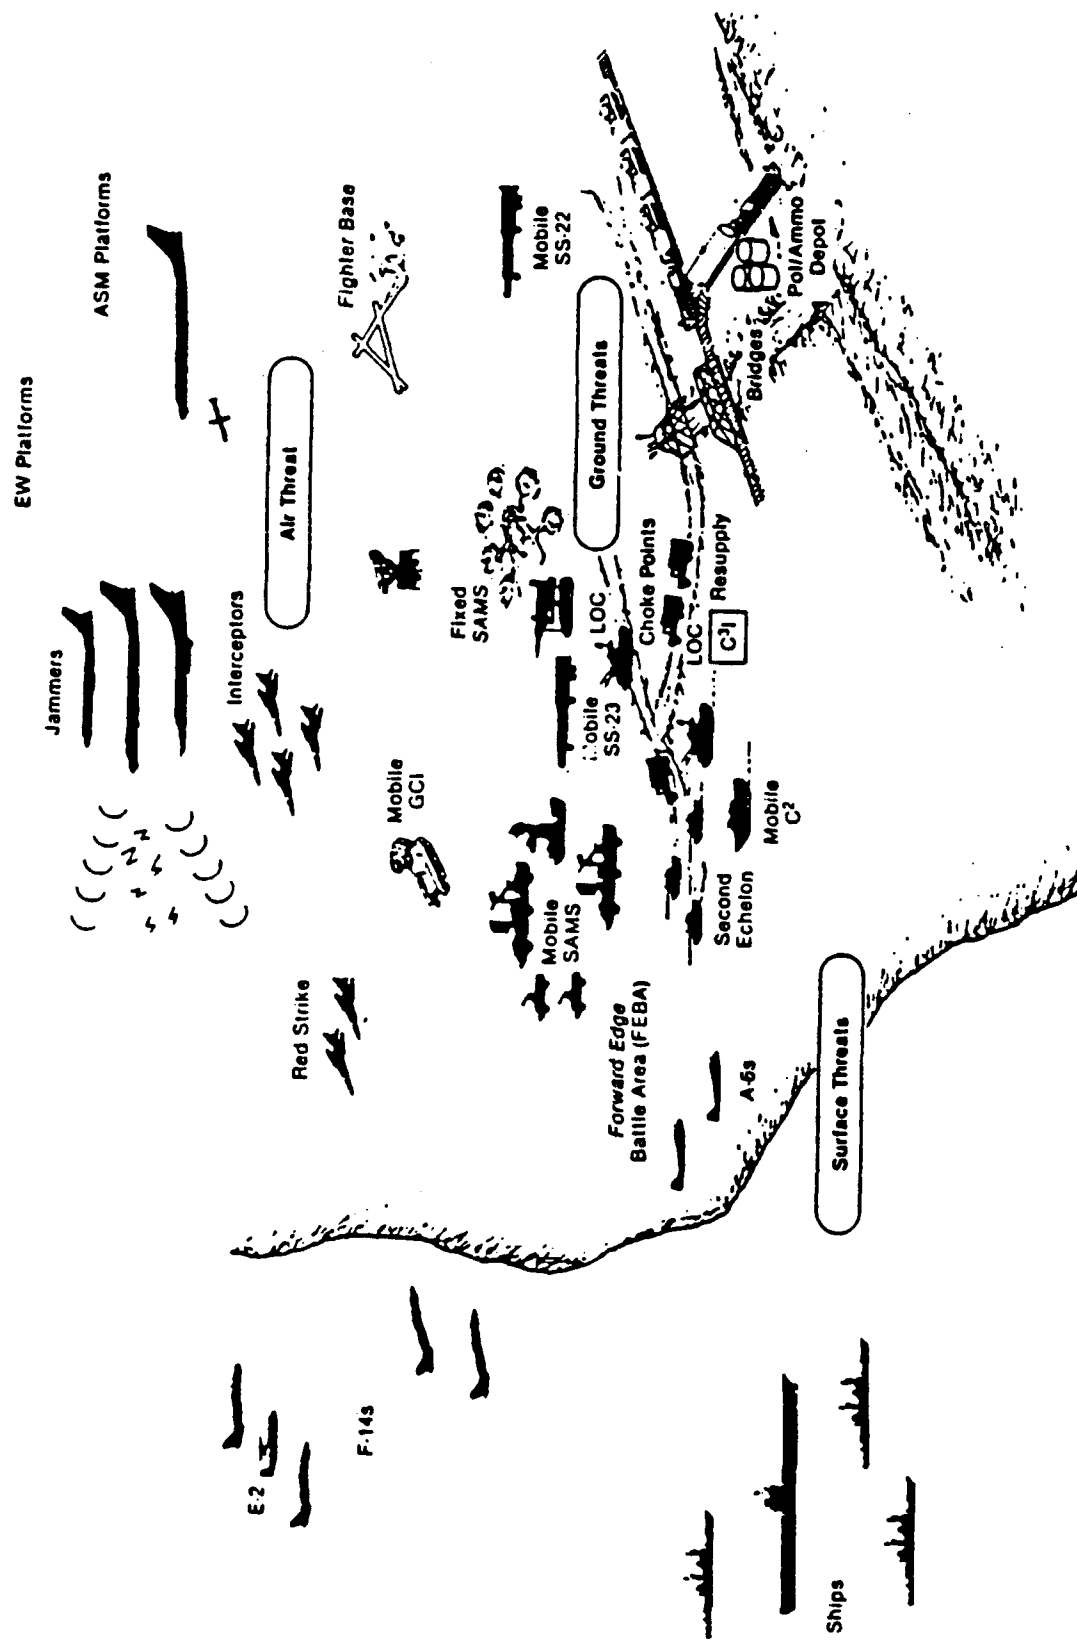 EW Platforms
ASM Platforms
Jammers
Air Threat
Interceptors
Fighter Base
Red Strike
Mobile
GCI
Fixed
SAMS
Mobile
SS-22
E-2
F-14s
Mobile
SAMS
Mobile
SS-23
LOC
Ground Threats
Forward Edge
Battle Area (FEBA)
Choke Points
LOC
Resupply
C³I
Second
Echelon
Mobile
C²
Bridges
Poll/Ammo
Depot
A-6s
Surface Threats
Ships